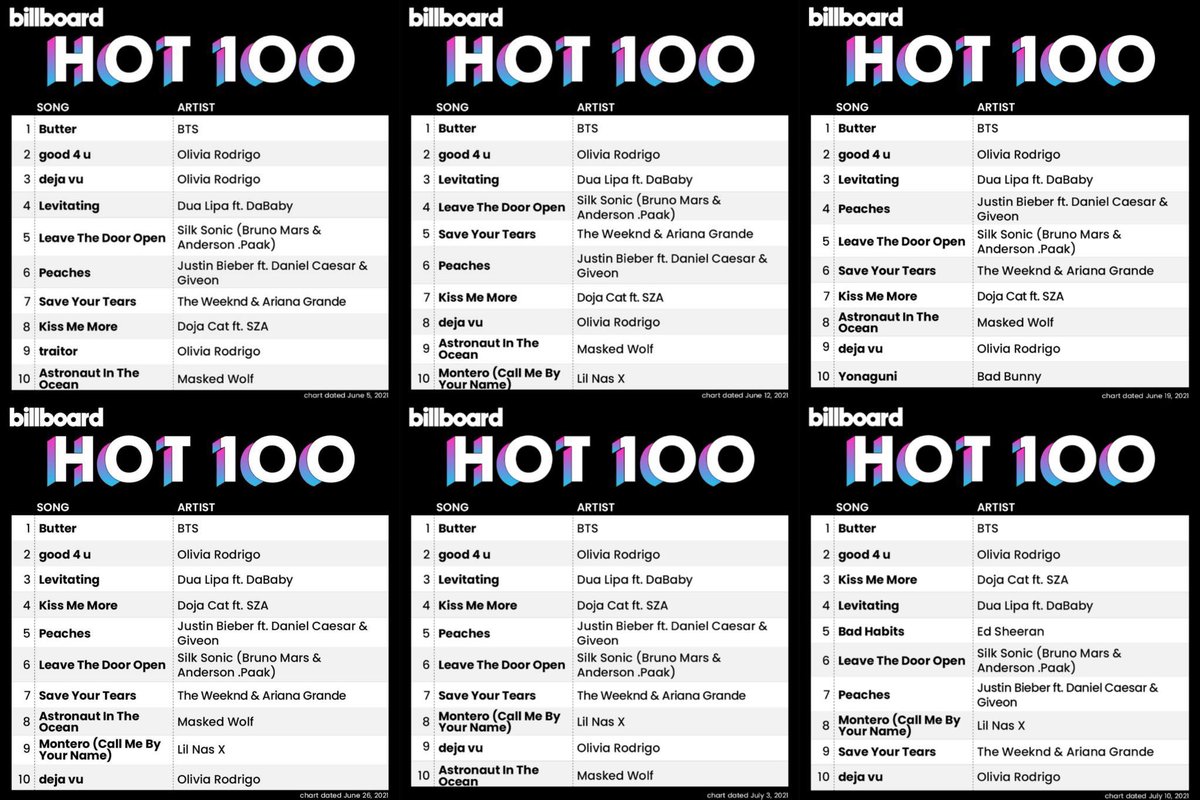 billboard
HOT 100
SONG ARTIST
1 Butter BTS
2 good 4 u Olivia Rodrigo
3 deja vu Olivia Rodrigo
4 Levitating Dua Lipa ft. DaBaby
5 Leave The Door Open Silk Sonic (Bruno Mars &
Anderson .Paak)
6 Peaches Justin Bieber ft. Daniel Caesar &
Giveon
7 Save Your Tears The Weeknd & Ariana Grande
8 Kiss Me More Doja Cat ft. SZA
9 traitor Olivia Rodrigo
10 Astronaut In The
Ocean Masked Wolf
chart dated June 5, 2021
billboard
HOT 100
SONG ARTIST
1 Butter BTS
2 good 4 u Olivia Rodrigo
3 Levitating Dua Lipa ft. DaBaby
4 Leave The Door Open Silk Sonic (Bruno Mars &
Anderson .Paak)
5 Save Your Tears The Weeknd & Ariana Grande
6 Peaches Justin Bieber ft. Daniel Caesar &
Giveon
7 Kiss Me More Doja Cat ft. SZA
8 deja vu Olivia Rodrigo
9 Astronaut In The
Ocean Masked Wolf
10 Montero (Call Me By
Your Name) Lil Nas X
chart dated June 12, 2021
billboard
HOT 100
SONG ARTIST
1 Butter BTS
2 good 4 u Olivia Rodrigo
3 Levitating Dua Lipa ft. DaBaby
4 Peaches Justin Bieber ft. Daniel Caesar &
Giveon
5 Leave The Door Open Silk Sonic (Bruno Mars &
Anderson .Paak)
6 Save Your Tears The Weeknd & Ariana Grande
7 Kiss Me More Doja Cat ft. SZA
8 Astronaut In The
Ocean Masked Wolf
9 deja vu Olivia Rodrigo
10 Yonaguni Bad Bunny
chart dated June 19, 2021
billboard
HOT 100
SONG ARTIST
1 Butter BTS
2 good 4 u Olivia Rodrigo
3 Levitating Dua Lipa ft. DaBaby
4 Kiss Me More Doja Cat ft. SZA
5 Peaches Justin Bieber ft. Daniel Caesar &
Giveon
6 Leave The Door Open Silk Sonic (Bruno Mars &
Anderson .Paak)
7 Save Your Tears The Weeknd & Ariana Grande
8 Astronaut In The
Ocean Masked Wolf
9 Montero (Call Me By
Your Name) Lil Nas X
10 deja vu Olivia Rodrigo
chart dated June 26, 2021
billboard
HOT 100
SONG ARTIST
1 Butter BTS
2 good 4 u Olivia Rodrigo
3 Levitating Dua Lipa ft. DaBaby
4 Kiss Me More Doja Cat ft. SZA
5 Peaches Justin Bieber ft. Daniel Caesar &
Giveon
6 Leave The Door Open Silk Sonic (Bruno Mars &
Anderson .Paak)
7 Save Your Tears The Weeknd & Ariana Grande
8 Montero (Call Me By
Your Name) Lil Nas X
9 deja vu Olivia Rodrigo
10 Astronaut In The
Ocean Masked Wolf
chart dated July 3, 2021
billboard
HOT 100
SONG ARTIST
1 Butter BTS
2 good 4 u Olivia Rodrigo
3 Kiss Me More Doja Cat ft. SZA
4 Levitating Dua Lipa ft. DaBaby
5 Bad Habits Ed Sheeran
6 Leave The Door Open Silk Sonic (Bruno Mars &
Anderson .Paak)
7 Peaches Justin Bieber ft. Daniel Caesar &
Giveon
8 Montero (Call Me By
Your Name) Lil Nas X
9 Save Your Tears The Weeknd & Ariana Grande
10 deja vu Olivia Rodrigo
chart dated July 10, 2021